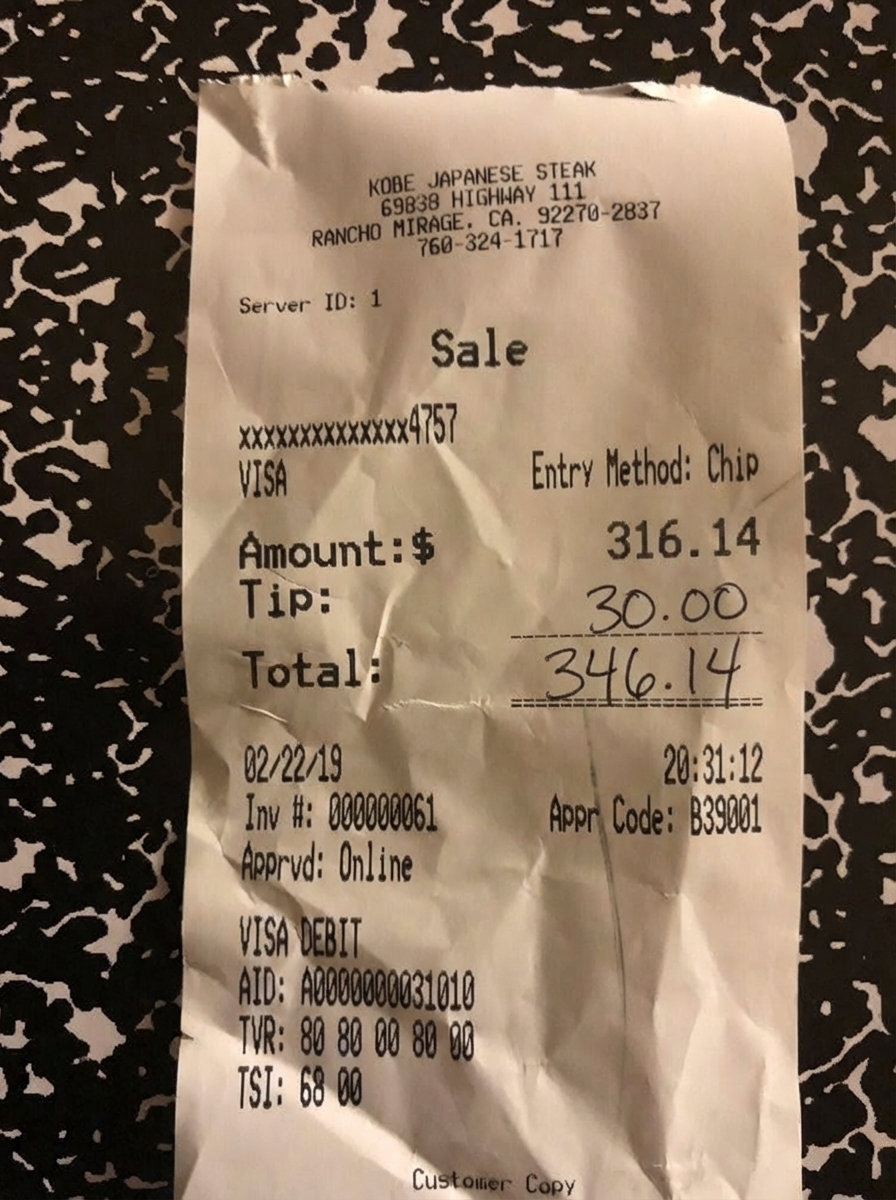 KOBE JAPANESE STEAK
69838 HIGHWAY 111
RANCHO MIRAGE, CA. 92270-2837
760-324-1717
Server ID: 1
Sale
xxxxxxxxxxxxxx4757
VISA Entry Method: Chip
Amount:$ 316.14
Tip: 30.00
Total: 346.14
02/22/19 20:31:12
Inv #: 000000061 Appr Code: B39001
Apprvd: Online
VISA DEBIT
AID: A0000000031010
TVR: 80 80 00 80 00
TSI: 68 00
Customer Copy